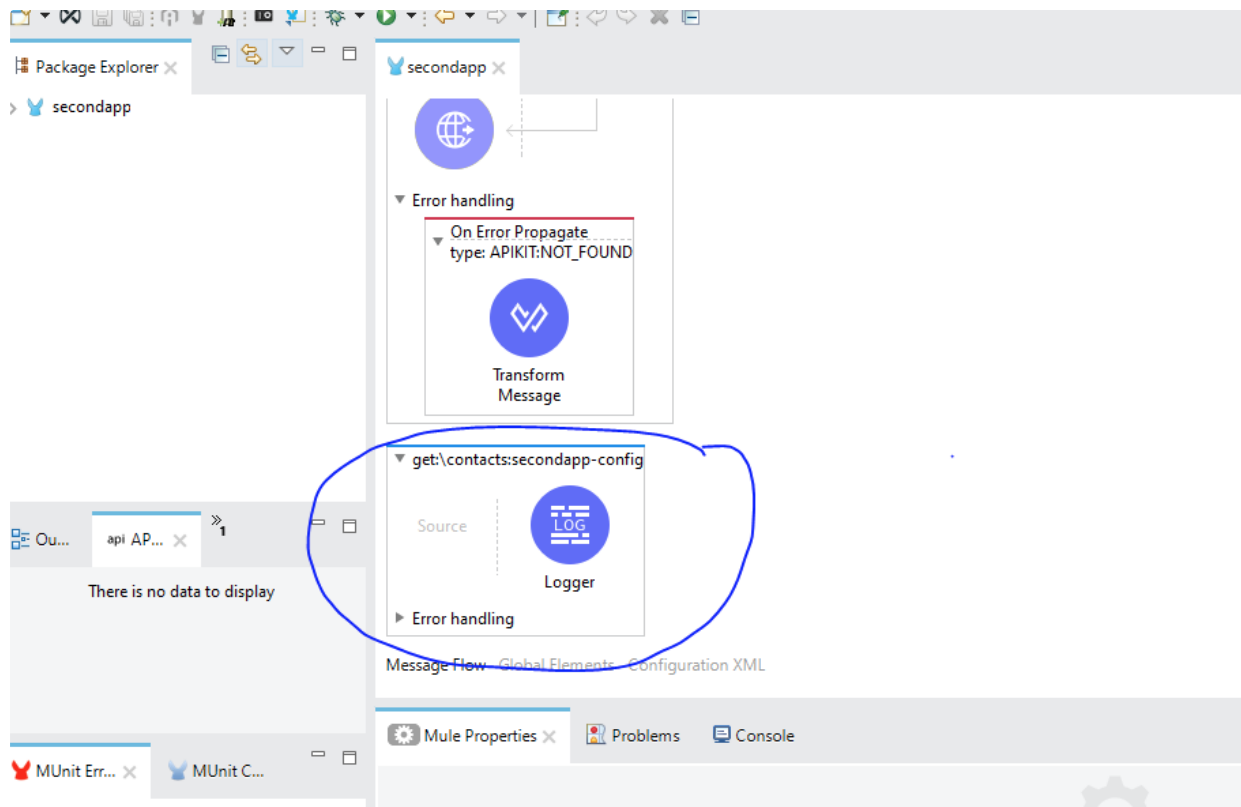 Package Explorer
secondapp
secondapp
Error handling
On Error Propagate
type: APIKIT:NOT_FOUND
Transform
Message
get:\contacts:secondapp-config
Source
LOG
Logger
Error handling
Message Flow Global Elements Configuration XML
Ou... api AP... 1
There is no data to display
Mule Properties Problems Console
MUnit Err... MUnit C...